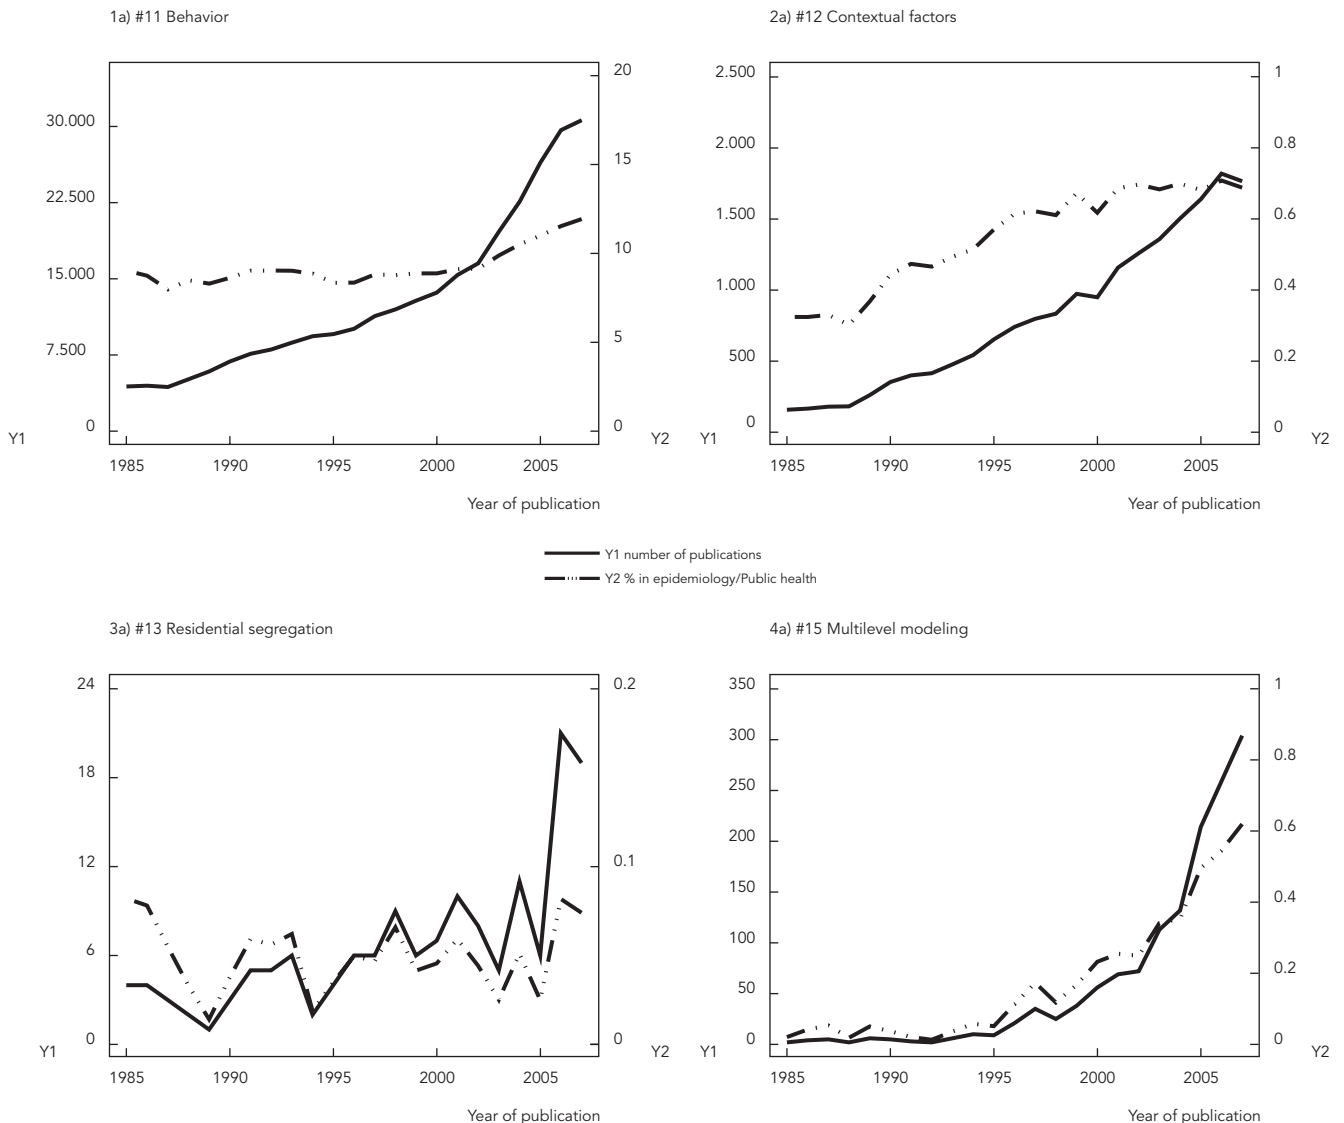 1a) #11 Behavior
20
30.000
15
22.500
10
15.000
5
7.500
0
0
Y1
Y2
1985 1990 1995 2000 2005
Year of publication
2a) #12 Contextual factors
2.500
1
2.000
0.8
1.500
0.6
1.000
0.4
500
0.2
0
0
Y1
Y2
1985 1990 1995 2000 2005
Year of publication
Y1 number of publications
Y2 % in epidemiology/Public health
3a) #13 Residential segregation
24
0.2
18
12
0.1
6
0
0
Y1
Y2
1985 1990 1995 2000 2005
Year of publication
4a) #15 Multilevel modeling
350
1
300
0.8
250
200
0.6
150
0.4
100
0.2
50
0
0
Y1
Y2
1985 1990 1995 2000 2005
Year of publication